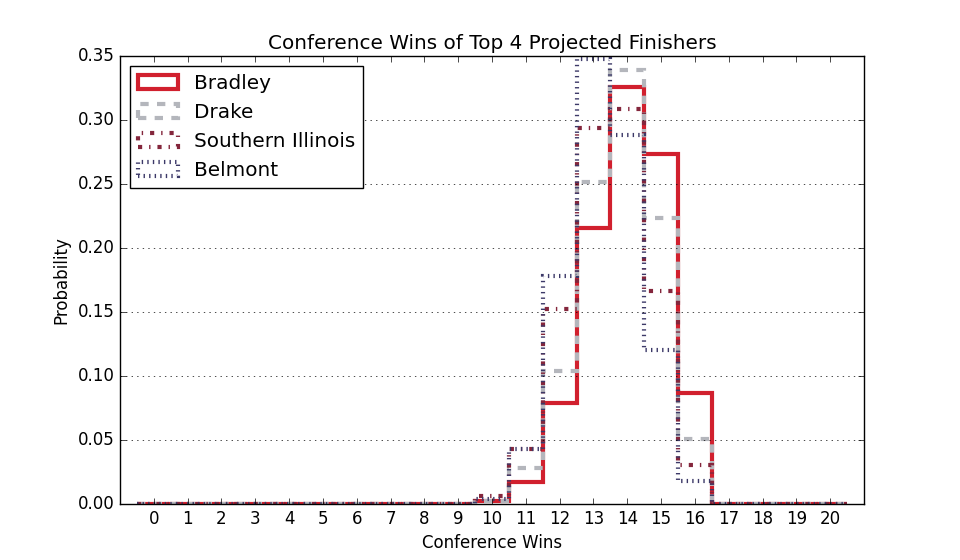 Conference Wins of Top 4 Projected Finishers
0.35
0.30
0.25
0.20
0.15
0.10
0.05
0.00
Probability
Bradley
Drake
Southern Illinois
Belmont
0 1 2 3 4 5 6 7 8 9 10 11 12 13 14 15 16 17 18 19 20
Conference Wins